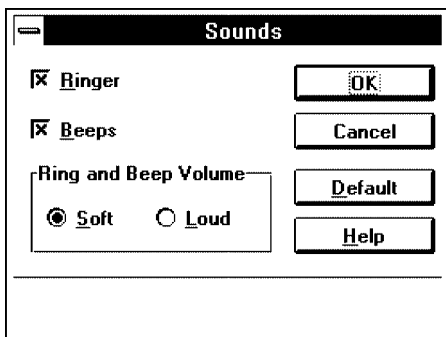 Sounds
Ringer
OK
Beeps
Cancel
Ring and Beep Volume
Default
Soft Loud
Help